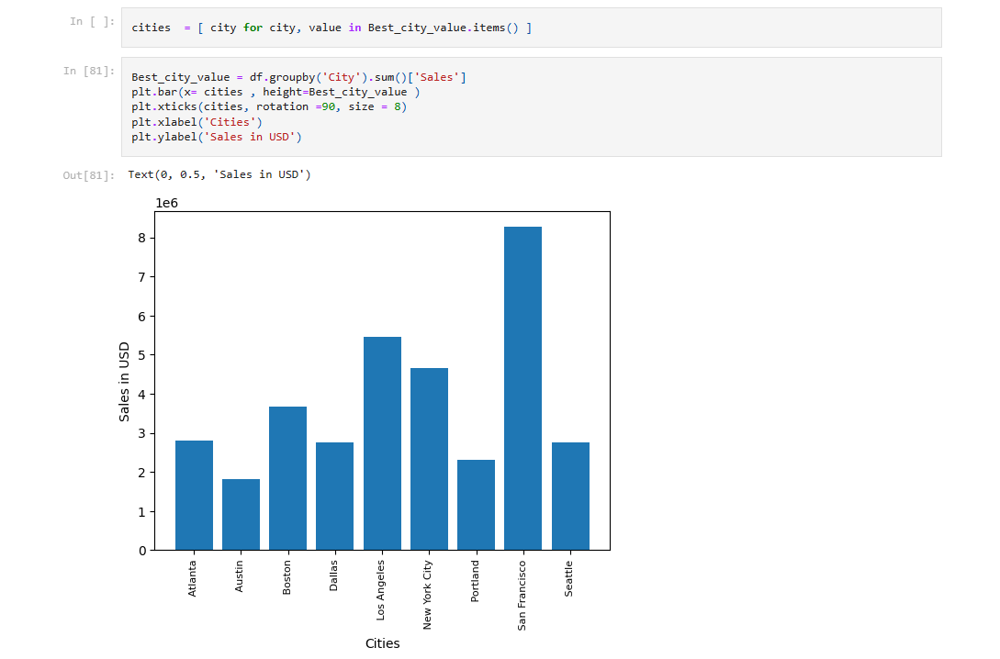 In [ ]:
cities  = [ city for city, value in Best_city_value.items() ]
In [81]:
Best_city_value = df.groupby('City').sum()['Sales']
plt.bar(x= cities , height=Best_city_value )
plt.xticks(cities, rotation =90, size = 8)
plt.xlabel('Cities')
plt.ylabel('Sales in USD')
Out[81]:
Text(0, 0.5, 'Sales in USD')
1e6
8
7
6
5
4
3
2
1
0
Sales in USD
Atlanta
Austin
Boston
Dallas
Los Angeles
New York City
Portland
San Francisco
Seattle
Cities